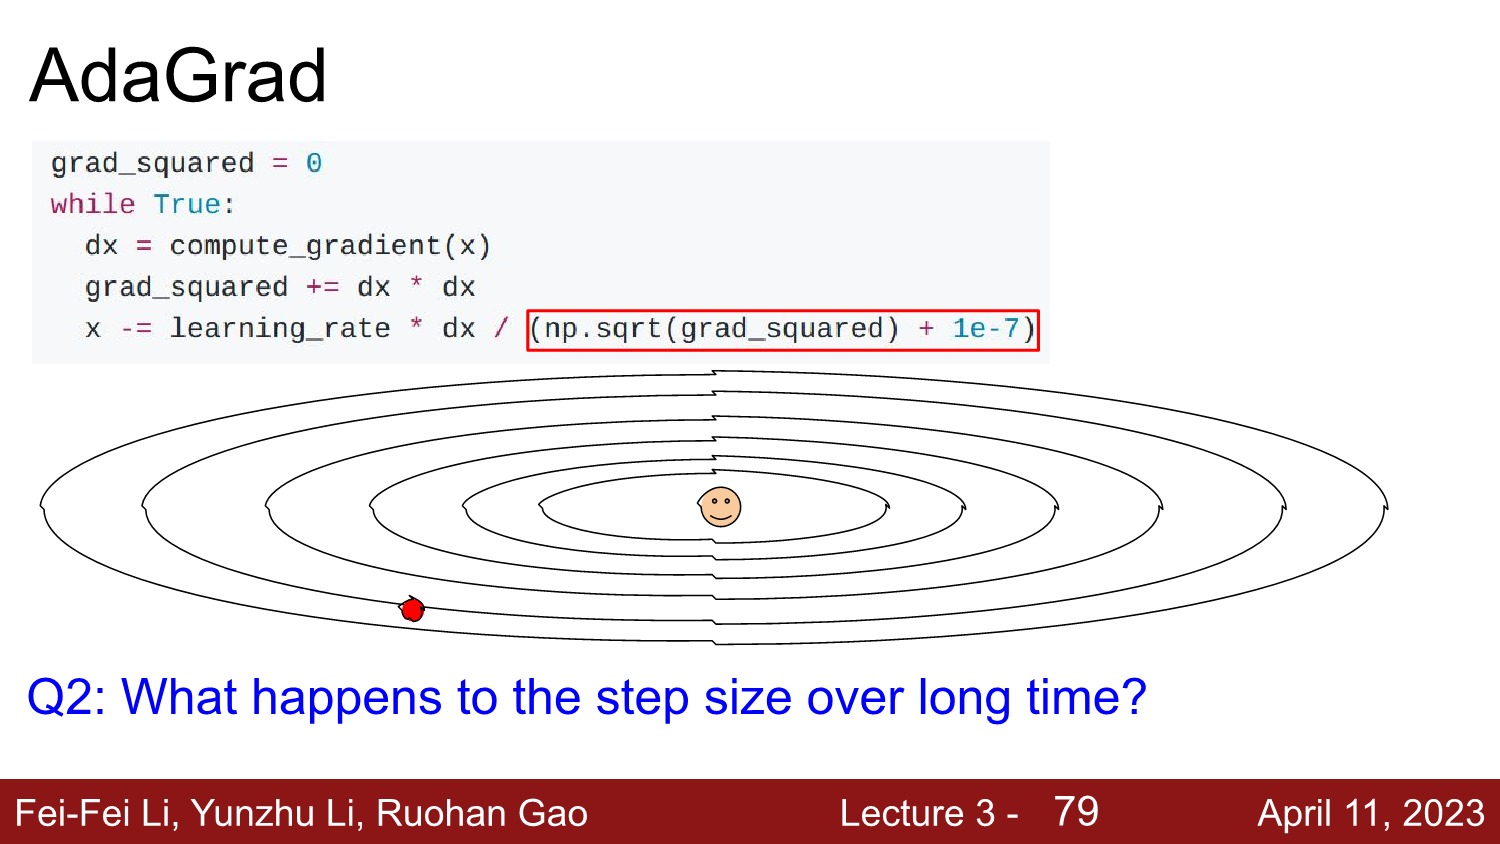 AdaGrad
grad_squared = 0
while True:
  dx = compute_gradient(x)
  grad_squared += dx * dx
  x -= learning_rate * dx / (np.sqrt(grad_squared) + 1e-7)
Q2: What happens to the step size over long time?
Fei-Fei Li, Yunzhu Li, Ruohan Gao Lecture 3 - 79 April 11, 2023